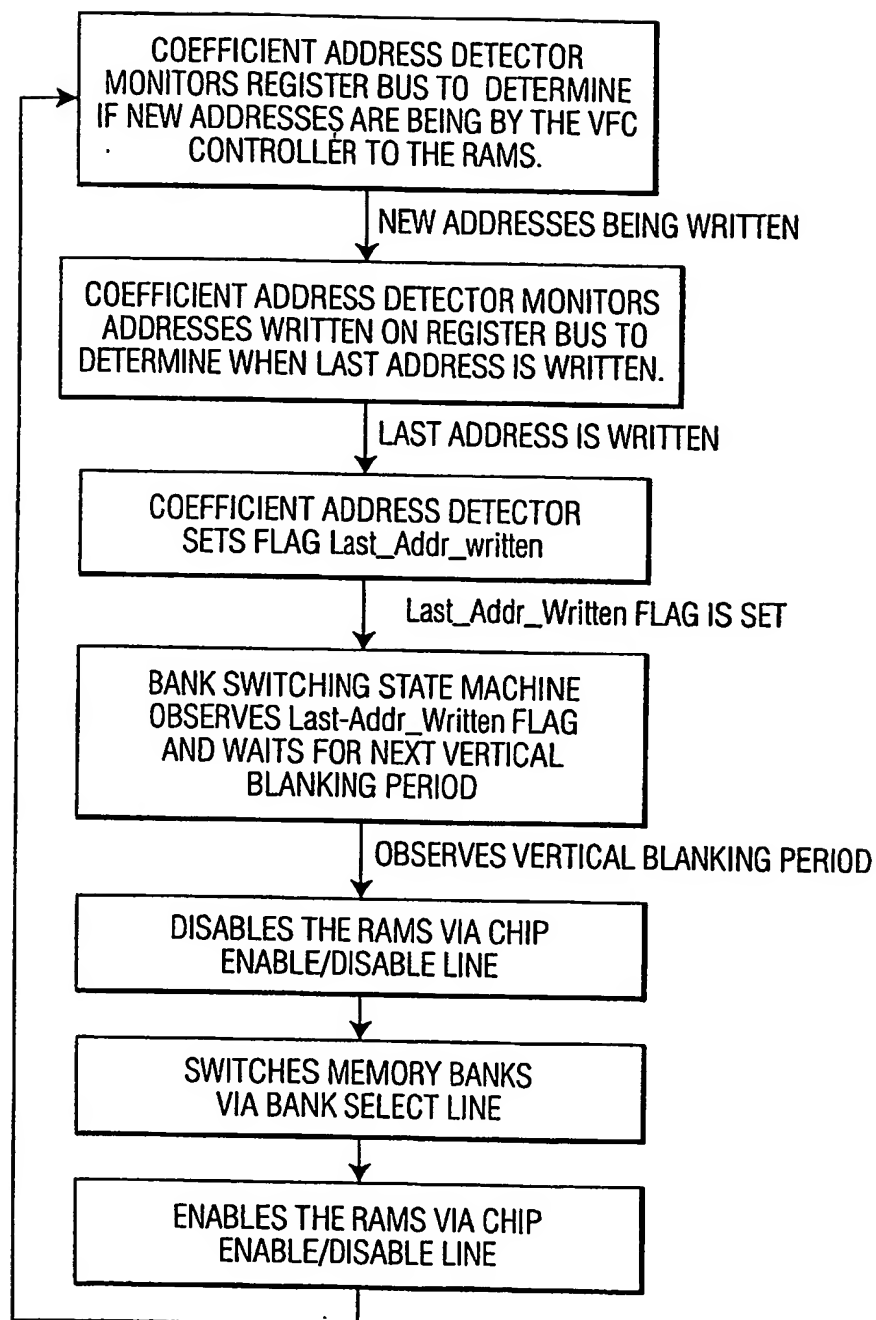 COEFFICIENT ADDRESS DETECTOR
MONITORS REGISTER BUS TO DETERMINE
IF NEW ADDRESSES ARE BEING BY THE VFC
CONTROLLER TO THE RAMS.
NEW ADDRESSES BEING WRITTEN
COEFFICIENT ADDRESS DETECTOR MONITORS
ADDRESSES WRITTEN ON REGISTER BUS TO
DETERMINE WHEN LAST ADDRESS IS WRITTEN.
LAST ADDRESS IS WRITTEN
COEFFICIENT ADDRESS DETECTOR
SETS FLAG Last_Addr_written
Last_Addr_Written FLAG IS SET
BANK SWITCHING STATE MACHINE
OBSERVES Last-Addr_Written FLAG
AND WAITS FOR NEXT VERTICAL
BLANKING PERIOD
OBSERVES VERTICAL BLANKING PERIOD
DISABLES THE RAMS VIA CHIP
ENABLE/DISABLE LINE
SWITCHES MEMORY BANKS
VIA BANK SELECT LINE
ENABLES THE RAMS VIA CHIP
ENABLE/DISABLE LINE